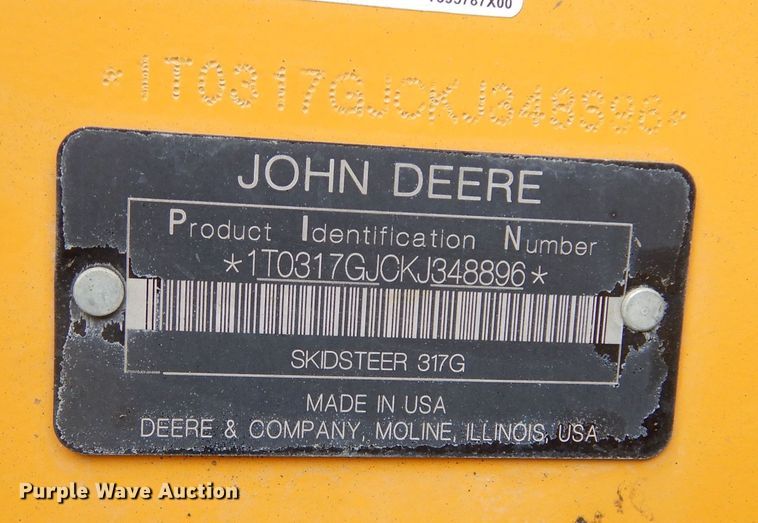 *1T0317GJCKJ348896*
JOHN DEERE
Product Identification Number
*1T0317GJCKJ348896*
SKIDSTEER 317G
MADE IN USA
DEERE & COMPANY, MOLINE, ILLINOIS, USA
Purple Wave Auction